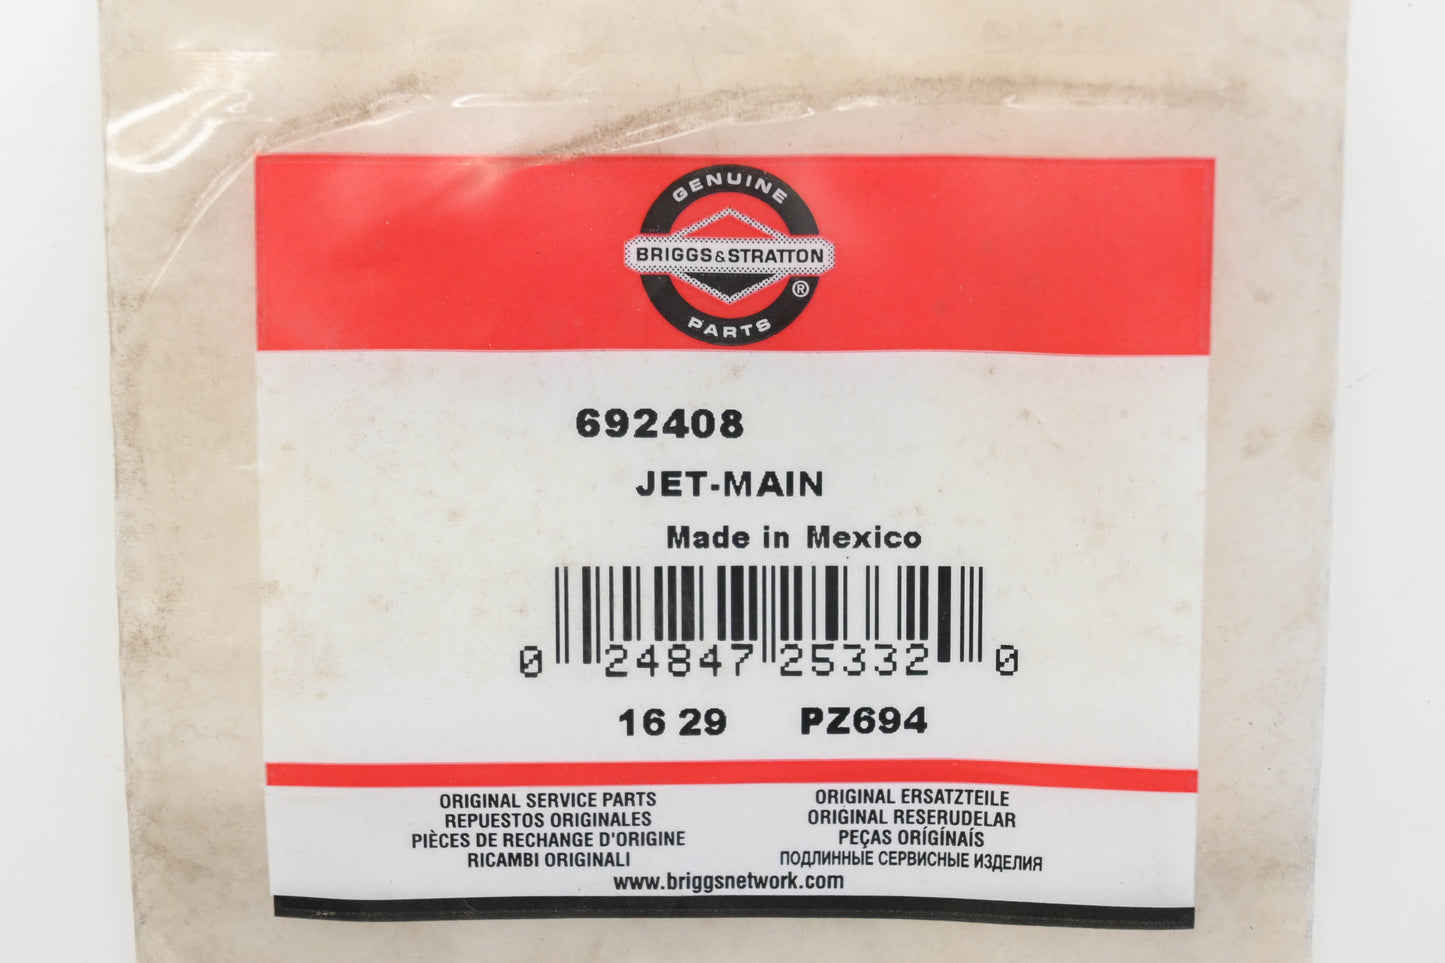 GENUINE
BRIGGS&STRATTON
®
PARTS
692408
JET-MAIN
Made in Mexico
0 24847 25332 0
16 29 PZ694
ORIGINAL SERVICE PARTS
REPUESTOS ORIGINALES
PIÈCES DE RECHANGE D'ORIGINE
RICAMBI ORIGINALI
ORIGINAL ERSATZTEILE
ORIGINAL RESERUDELAR
PEÇAS ORÍGÍNAÍS
ПОДЛИННЫЕ СЕРВИСНЫЕ ИЗДЕЛИЯ
www.briggsnetwork.com